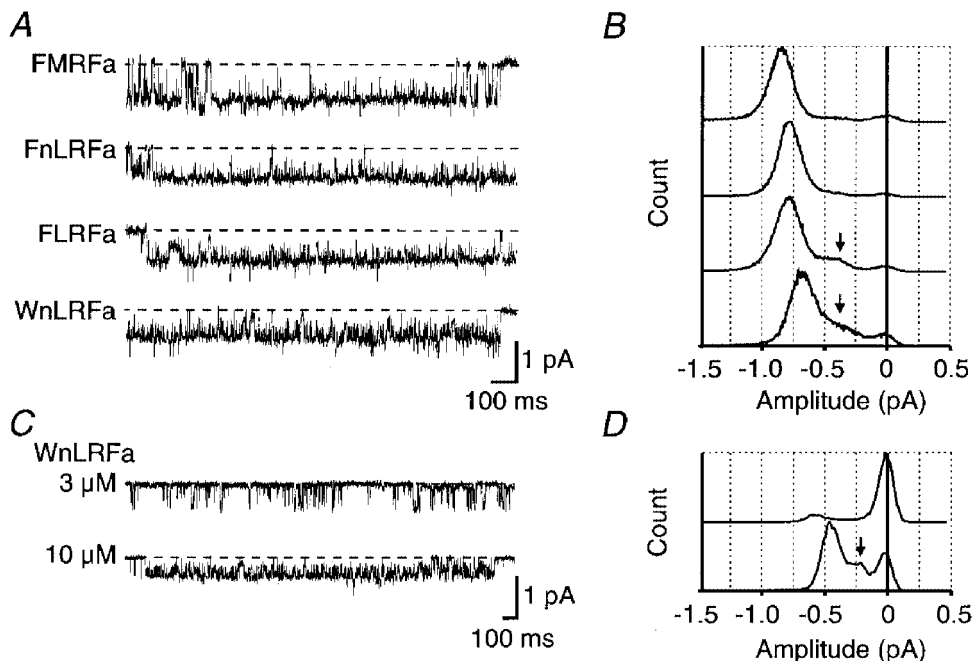 A
FMRFa
FnLRFa
FLRFa
WnLRFa
1 pA
100 ms
B
Count
-1.5 -1.0 -0.5 0 0.5
Amplitude (pA)
C
WnLRFa
3 µM
10 µM
1 pA
100 ms
D
Count
-1.5 -1.0 -0.5 0 0.5
Amplitude (pA)